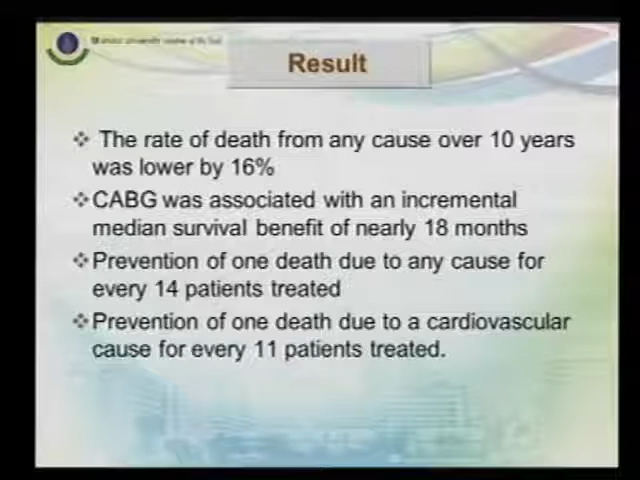 Result
❖ The rate of death from any cause over 10 years
was lower by 16%
❖CABG was associated with an incremental
median survival benefit of nearly 18 months
❖Prevention of one death due to any cause for
every 14 patients treated
❖Prevention of one death due to a cardiovascular
cause for every 11 patients treated.